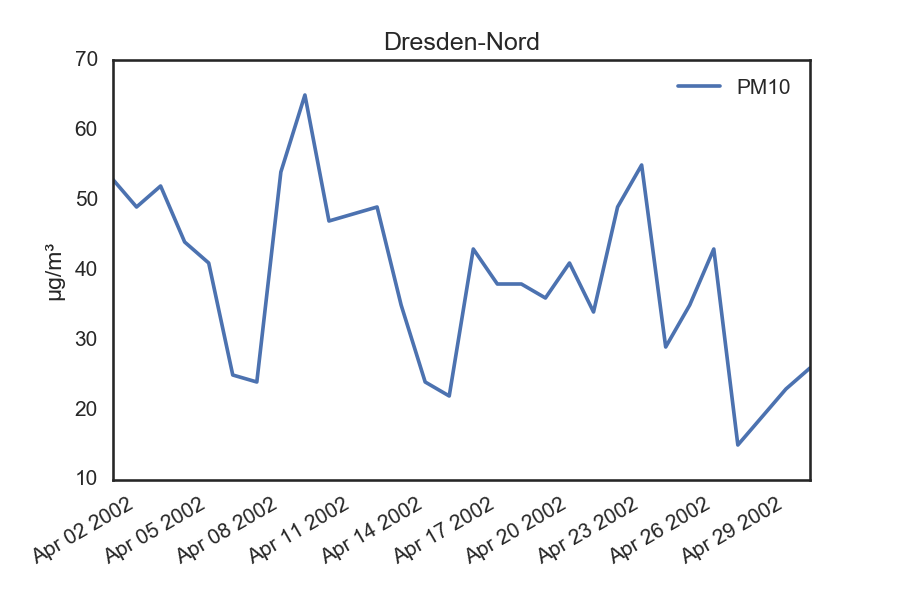 Dresden-Nord
70
60
50
40
30
20
10
µg/m³
PM10
Apr 02 2002
Apr 05 2002
Apr 08 2002
Apr 11 2002
Apr 14 2002
Apr 17 2002
Apr 20 2002
Apr 23 2002
Apr 26 2002
Apr 29 2002